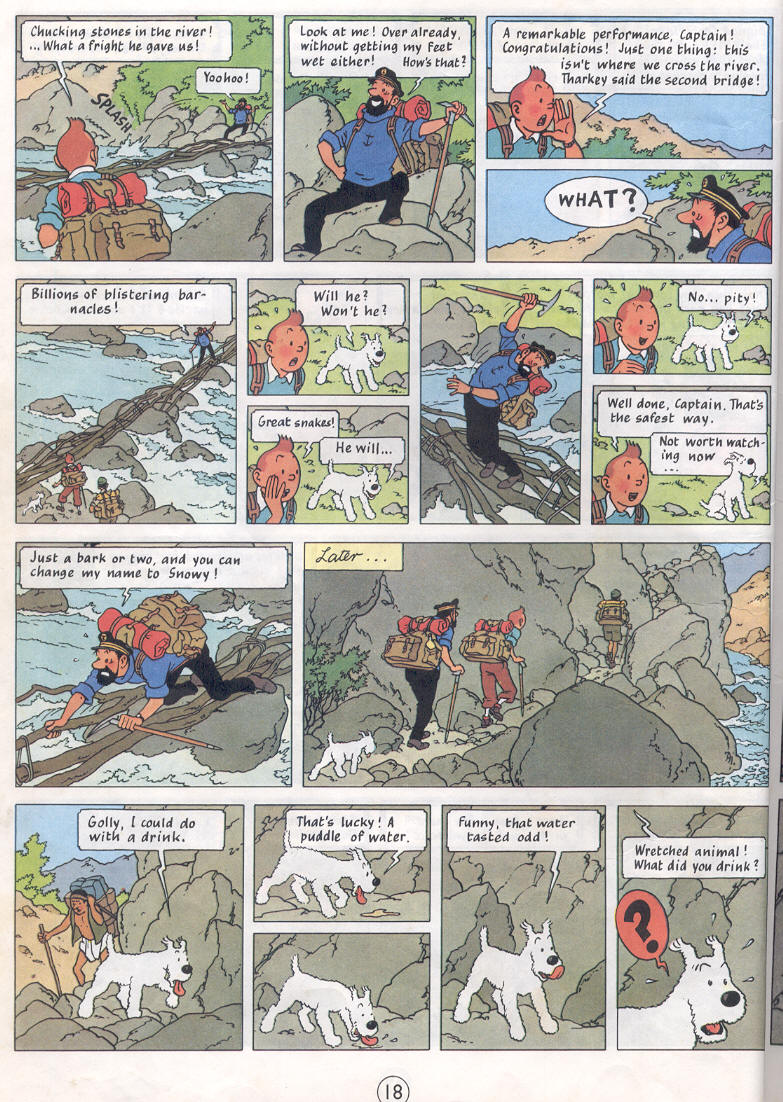 Chucking stones in the river!
...What a fright he gave us!
Yoohoo!
SPLASH
Look at me! Over already,
without getting my feet
wet either! How's that?
A remarkable performance, Captain!
Congratulations! Just one thing: this
isn't where we cross the river.
Tharkey said the second bridge!
WHAT?
Billions of blistering bar-
nacles!
Will he?
Won't he?
Great snakes!
He will...
No... pity!
Well done, Captain. That's
the safest way.
Not worth watch-
ing now
...
Just a bark or two, and you can
change my name to Snowy!
Later...
Golly, I could do
with a drink.
That's lucky! A
puddle of water.
Funny, that water
tasted odd!
Wretched animal!
What did you drink?
?
18